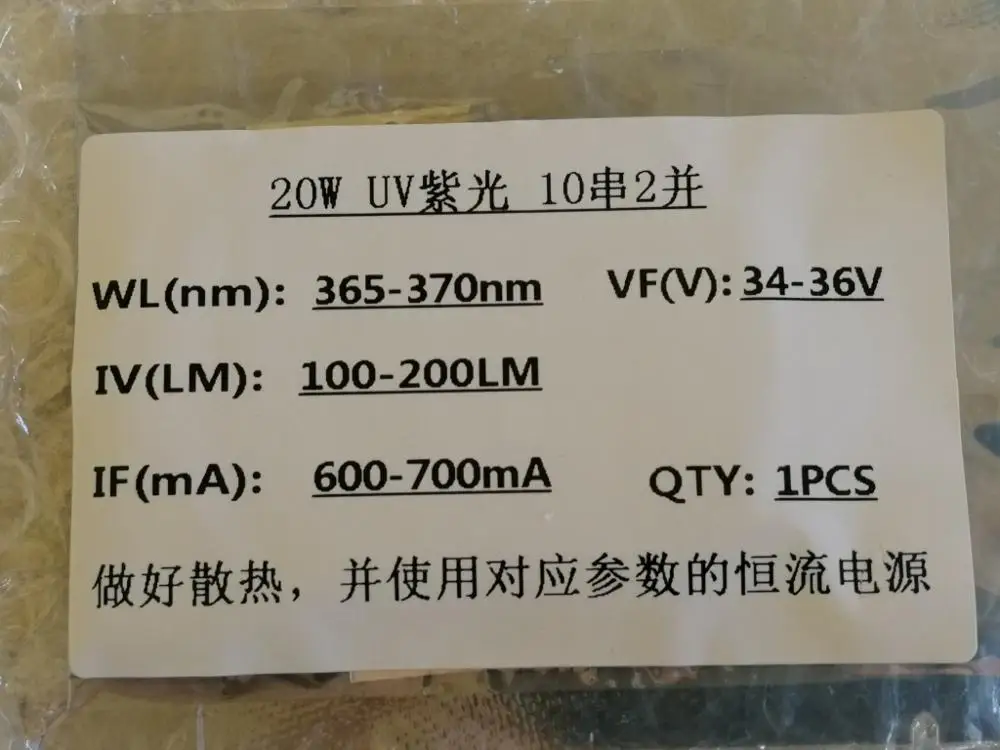 20W UV紫光 10串2并
WL(nm): 365-370nm VF(V): 34-36V
IV(LM): 100-200LM
IF(mA): 600-700mA QTY: 1PCS
做好散热，并使用对应参数的恒流电源